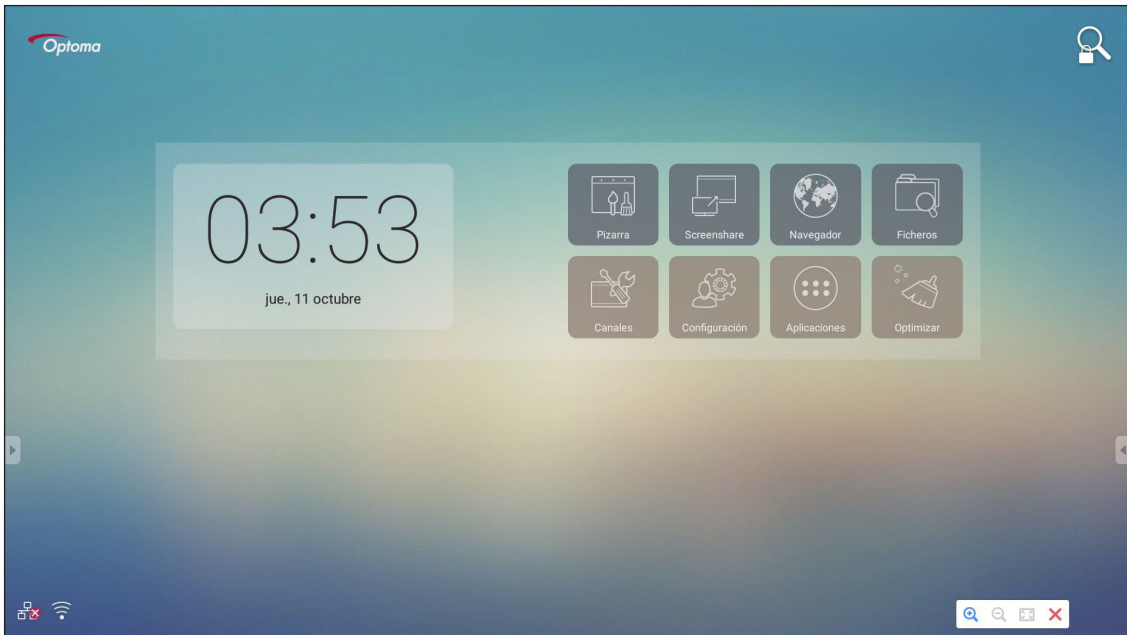 Optoma
03:53
jue., 11 octubre
Pizarra Screenshare Navegador Ficheros
Canales Configuración Aplicaciones Optimizar